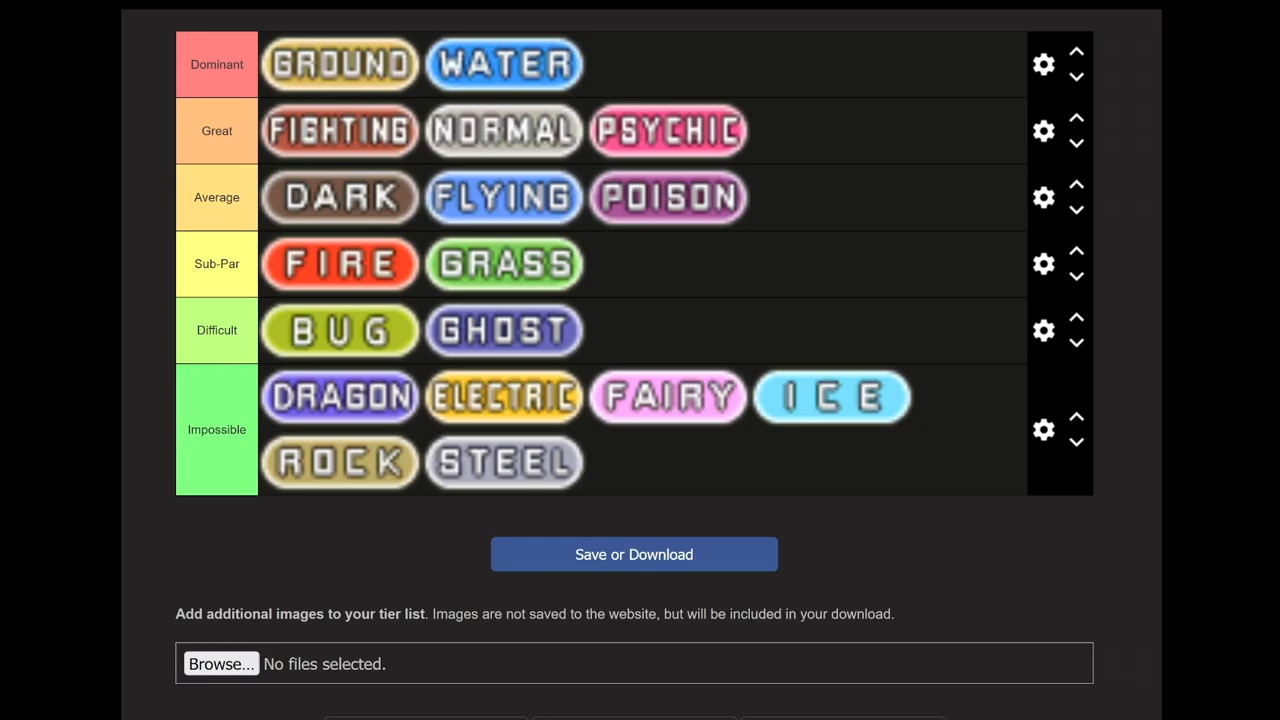 Dominant GROUND WATER
Great FIGHTING NORMAL PSYCHIC
Average DARK FLYING POISON
Sub-Par FIRE GRASS
Difficult BUG GHOST
Impossible DRAGON ELECTRIC FAIRY ICE
ROCK STEEL
Save or Download
Add additional images to your tier list. Images are not saved to the website, but will be included in your download.
Browse... No files selected.